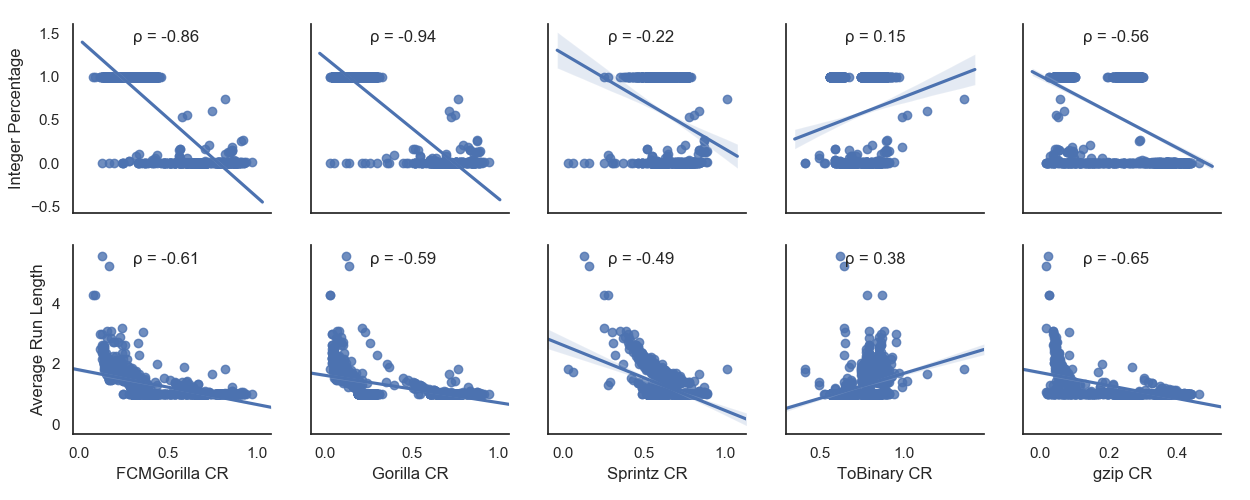 ρ = -0.86
ρ = -0.94
ρ = -0.22
ρ = 0.15
ρ = -0.56
Integer Percentage
1.5
1.0
0.5
0.0
−0.5
ρ = -0.61
ρ = -0.59
ρ = -0.49
ρ = 0.38
ρ = -0.65
Average Run Length
4
2
0
0.0 0.5 1.0
0.0 0.5 1.0
0.0 0.5 1.0
0.5 1.0
0.0 0.2 0.4
FCMGorilla CR
Gorilla CR
Sprintz CR
ToBinary CR
gzip CR